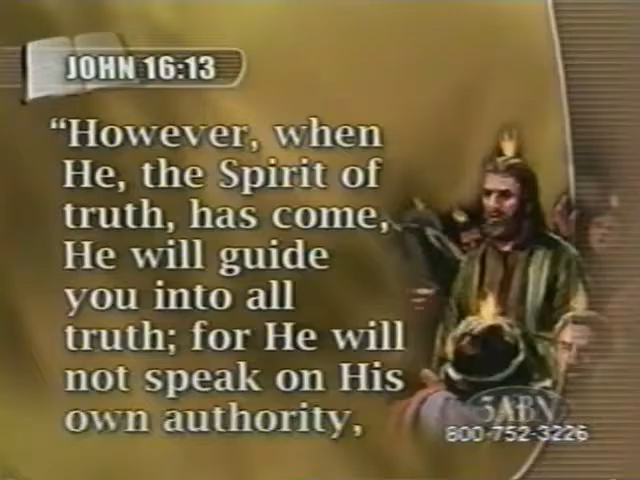 JOHN 16:13
“However, when
He, the Spirit of
truth, has come,
He will guide
you into all
truth; for He will
not speak on His
own authority,
3ABN
800-752-3226